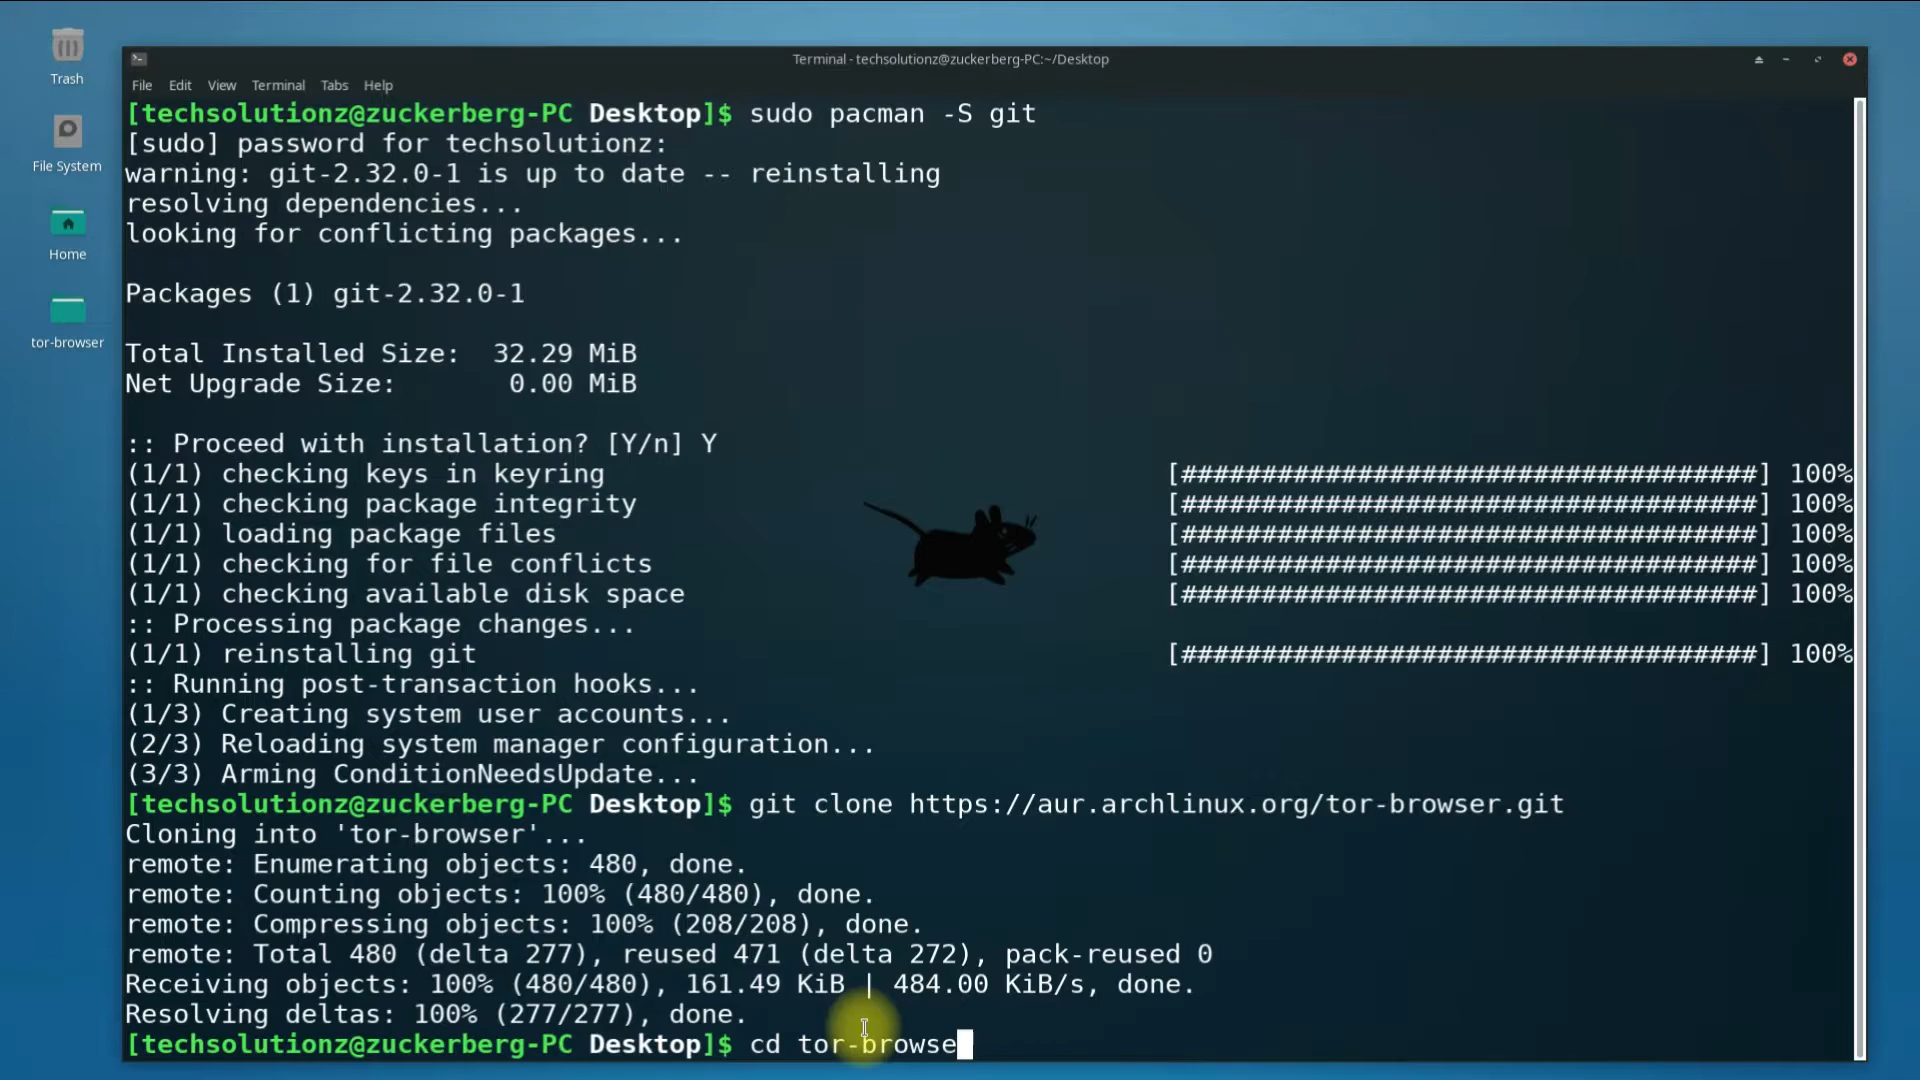 Trash
File System
Home
tor-browser
Terminal - techsolutionz@zuckerberg-PC:~/Desktop
File Edit View Terminal Tabs Help
[techsolutionz@zuckerberg-PC Desktop]$ sudo pacman -S git
[sudo] password for techsolutionz:
warning: git-2.32.0-1 is up to date -- reinstalling
resolving dependencies...
looking for conflicting packages...
Packages (1) git-2.32.0-1
Total Installed Size:  32.29 MiB
Net Upgrade Size:       0.00 MiB
:: Proceed with installation? [Y/n] Y
(1/1) checking keys in keyring [####################################] 100%
(1/1) checking package integrity [####################################] 100%
(1/1) loading package files [####################################] 100%
(1/1) checking for file conflicts [####################################] 100%
(1/1) checking available disk space [####################################] 100%
:: Processing package changes...
(1/1) reinstalling git [####################################] 100%
:: Running post-transaction hooks...
(1/3) Creating system user accounts...
(2/3) Reloading system manager configuration...
(3/3) Arming ConditionNeedsUpdate...
[techsolutionz@zuckerberg-PC Desktop]$ git clone https://aur.archlinux.org/tor-browser.git
Cloning into 'tor-browser'...
remote: Enumerating objects: 480, done.
remote: Counting objects: 100% (480/480), done.
remote: Compressing objects: 100% (208/208), done.
remote: Total 480 (delta 277), reused 471 (delta 272), pack-reused 0
Receiving objects: 100% (480/480), 161.49 KiB | 484.00 KiB/s, done.
Resolving deltas: 100% (277/277), done.
[techsolutionz@zuckerberg-PC Desktop]$ cd tor-browse